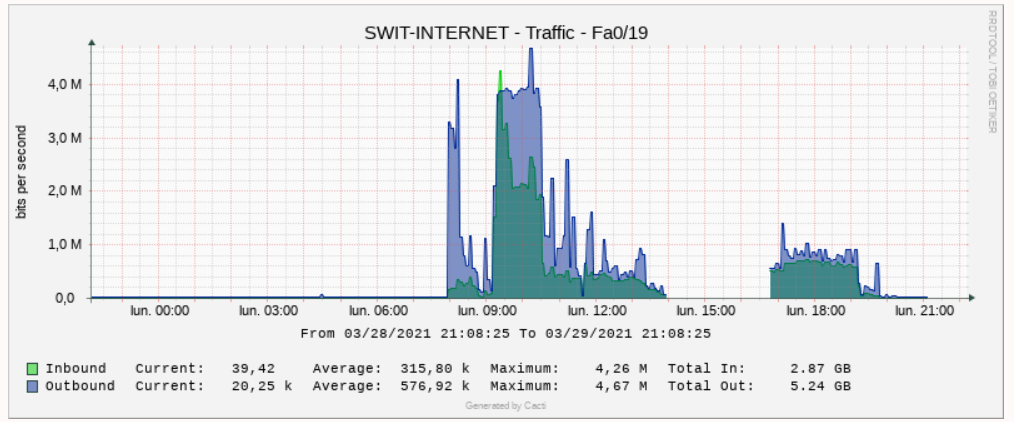 SWIT-INTERNET - Traffic - Fa0/19
RRDTOOL / TOBI OETIKER
bits per second
4,0 M
3,0 M
2,0 M
1,0 M
0,0
lun. 00:00 lun. 03:00 lun. 06:00 lun. 09:00 lun. 12:00 lun. 15:00 lun. 18:00 lun. 21:00
From 03/28/2021 21:08:25 To 03/29/2021 21:08:25
Inbound Current: 39,42 Average: 315,80 k Maximum: 4,26 M Total In: 2.87 GB
Outbound Current: 20,25 k Average: 576,92 k Maximum: 4,67 M Total Out: 5.24 GB
Generated by Cacti